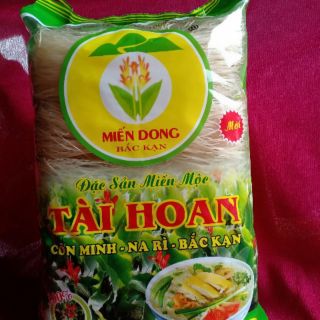 MIẾN DONG
BẮC KẠN
Mới
Đặc Sản Miến Mộc
TÀI HOAN
CÔN MINH - NA RÌ - BẮC KẠN